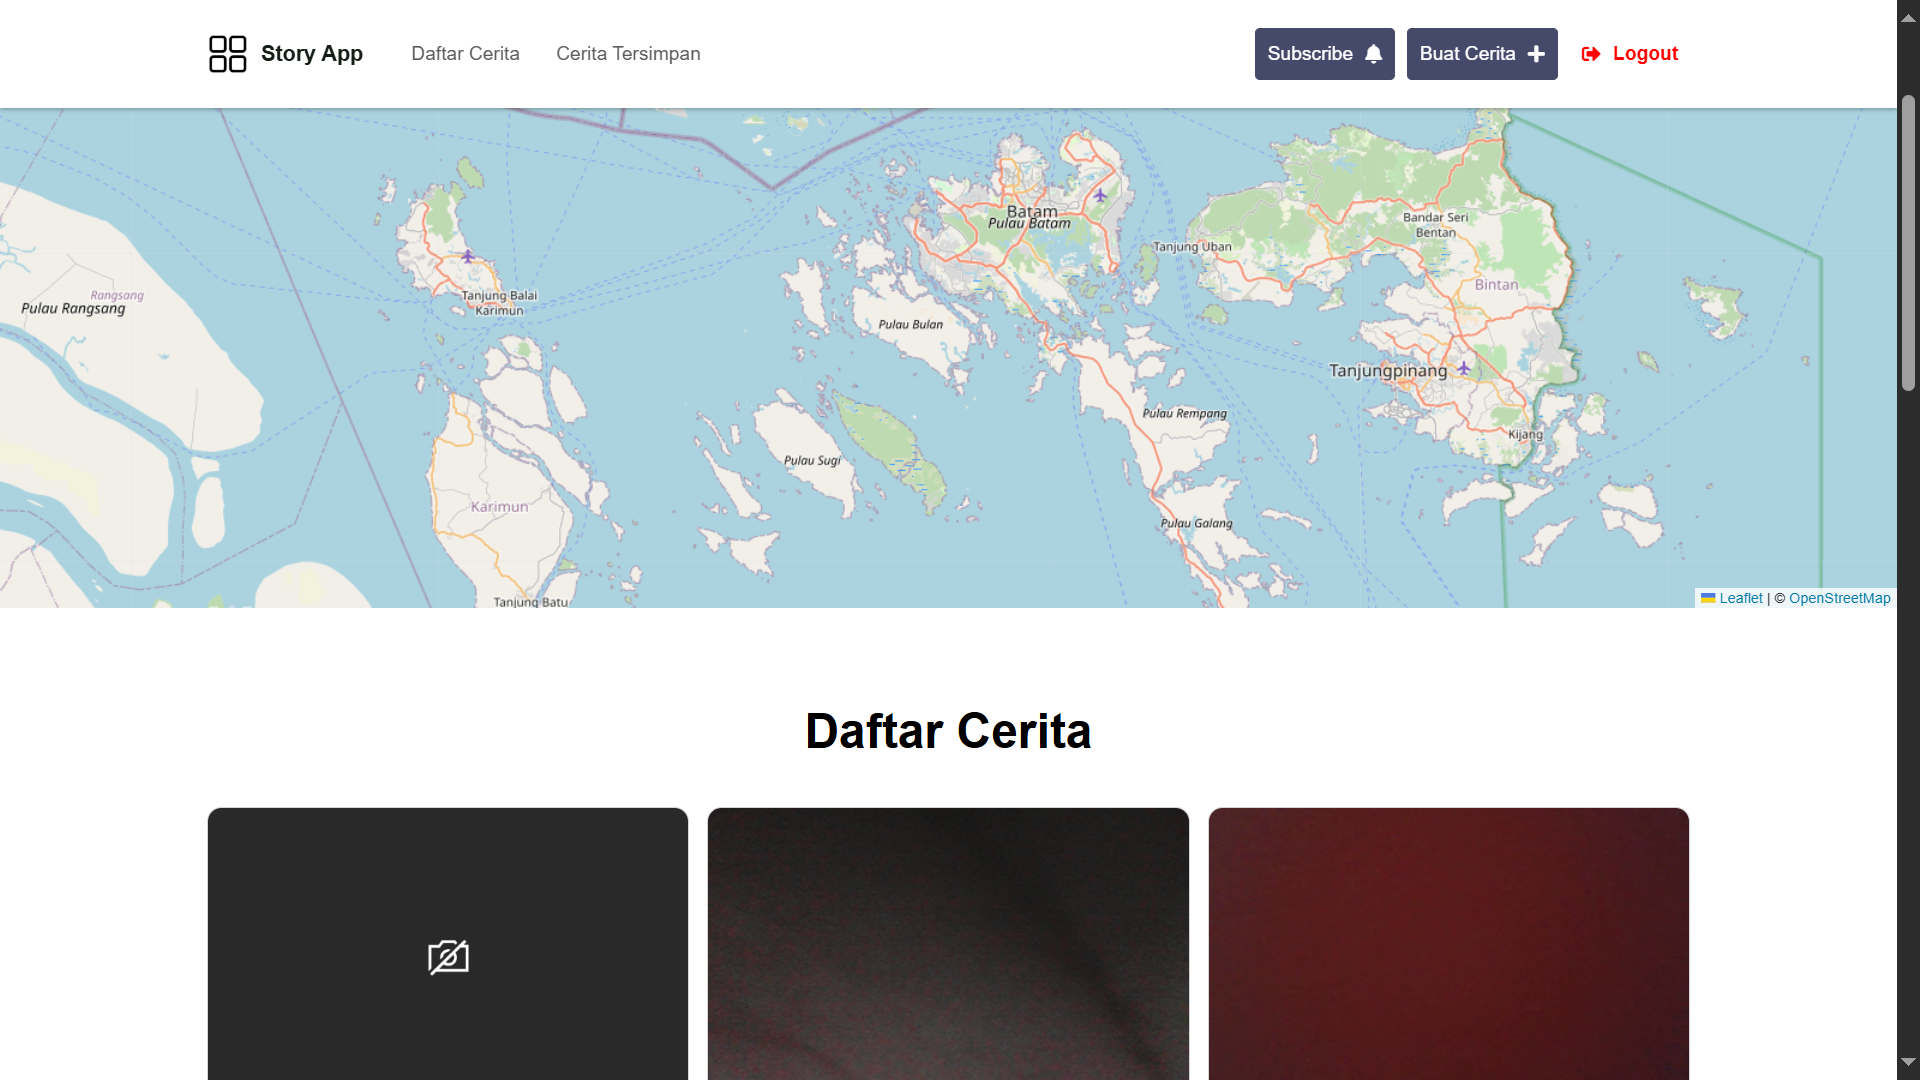 Story App
Daftar Cerita
Cerita Tersimpan
Subscribe
Buat Cerita
Logout
Batam
Pulau Batam
Bandar Seri
Bentan
Tanjung Uban
Bintan
Rangsang
Pulau Rangsang
Tanjung Balai
Karimun
Pulau Bulan
Tanjungpinang
Pulau Rempang
Kijang
Pulau Sugi
Karimun
Pulau Galang
Tanjung Batu
Leaflet | © OpenStreetMap
Daftar Cerita